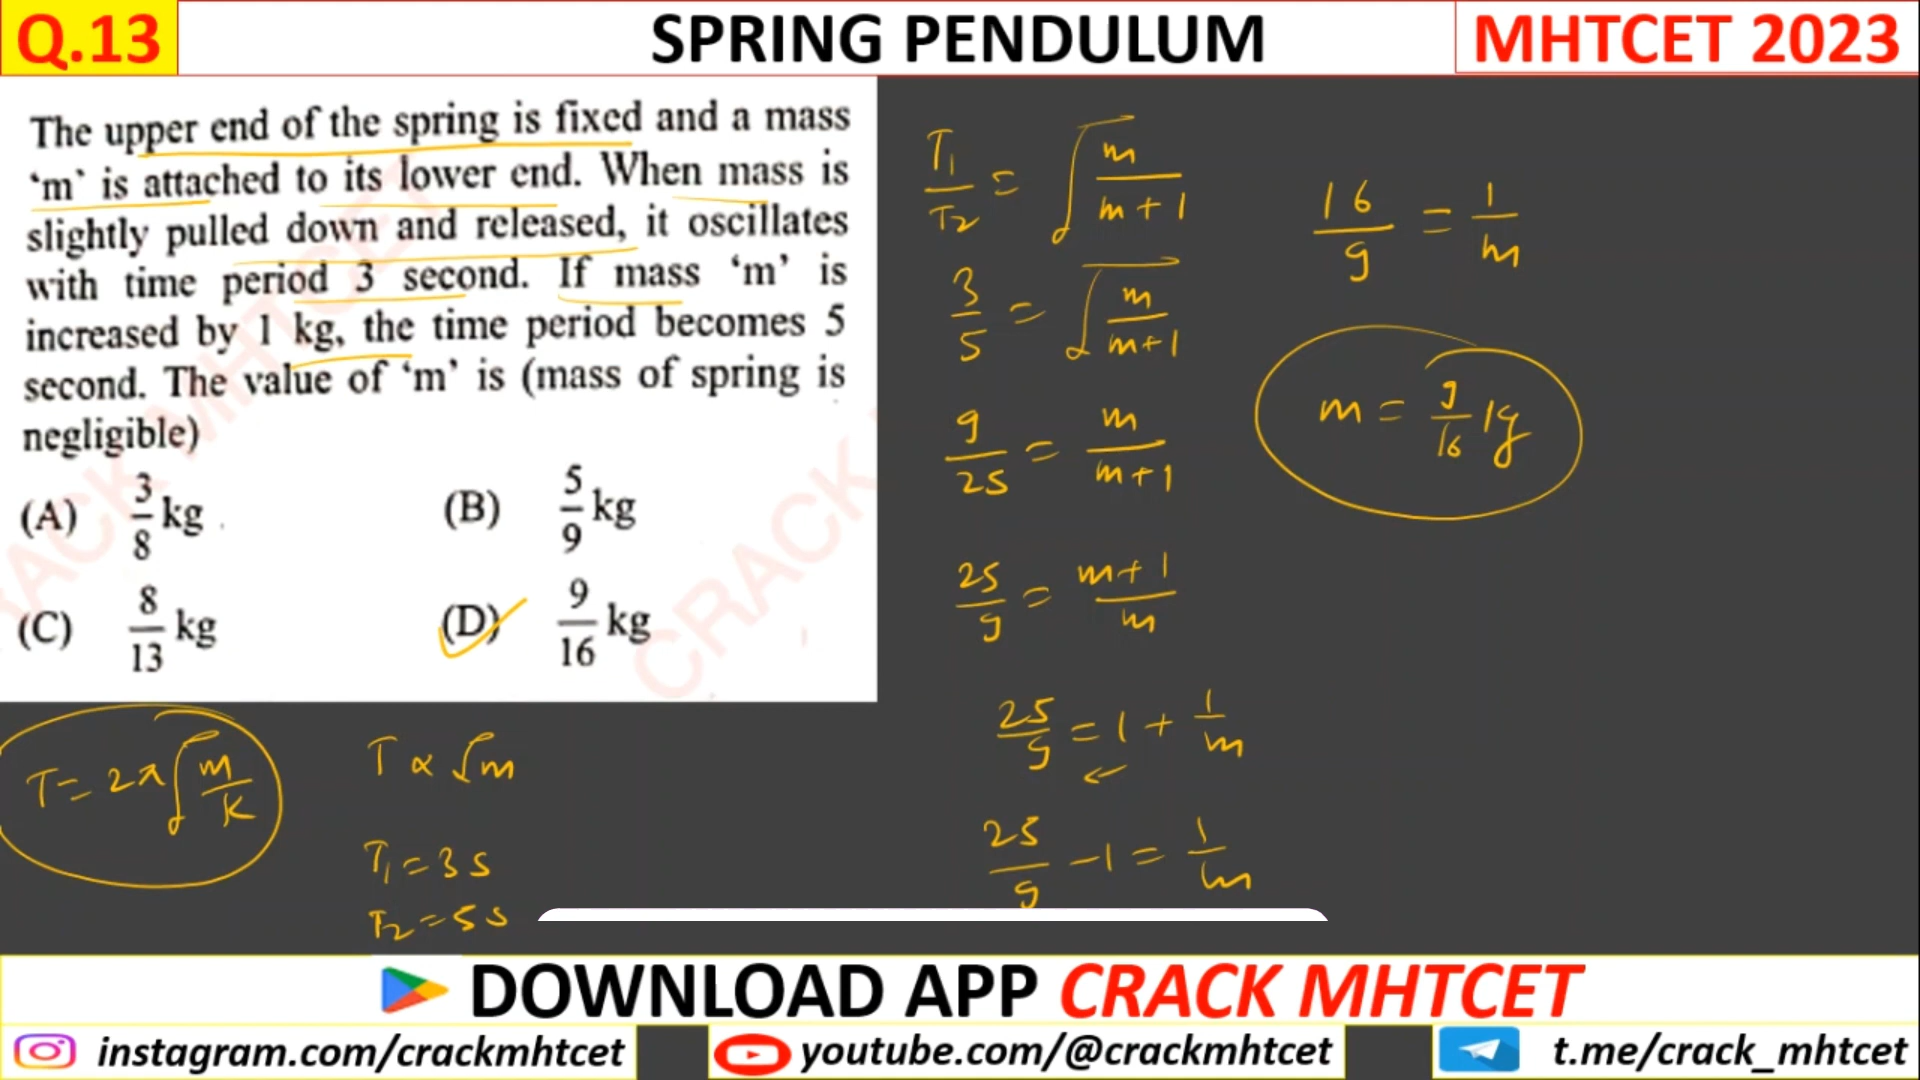 Q.13
SPRING PENDULUM
MHTCET 2023
The upper end of the spring is fixed and a mass
‘m’ is attached to its lower end. When mass is
slightly pulled down and released, it oscillates
with time period 3 second. If mass ‘m’ is
increased by 1 kg, the time period becomes 5
second. The value of ‘m’ is (mass of spring is
negligible)
(A) 3/8 kg
(B) 5/9 kg
(C) 8/13 kg
(D) 9/16 kg
T = 2π√(m/K)
T ∝ √m
T₁ = 3 s
T₂ = 5 s
T₁/T₂ = √(m/(m+1))
3/5 = √(m/(m+1))
9/25 = m/(m+1)
25/9 = (m+1)/m
25/9 = 1 + 1/m
25/9 - 1 = 1/m
16/9 = 1/m
m = 9/16 kg
CRACK MHTCET
CRACK
DOWNLOAD APP CRACK MHTCET
instagram.com/crackmhtcet
youtube.com/@crackmhtcet
t.me/crack_mhtcet